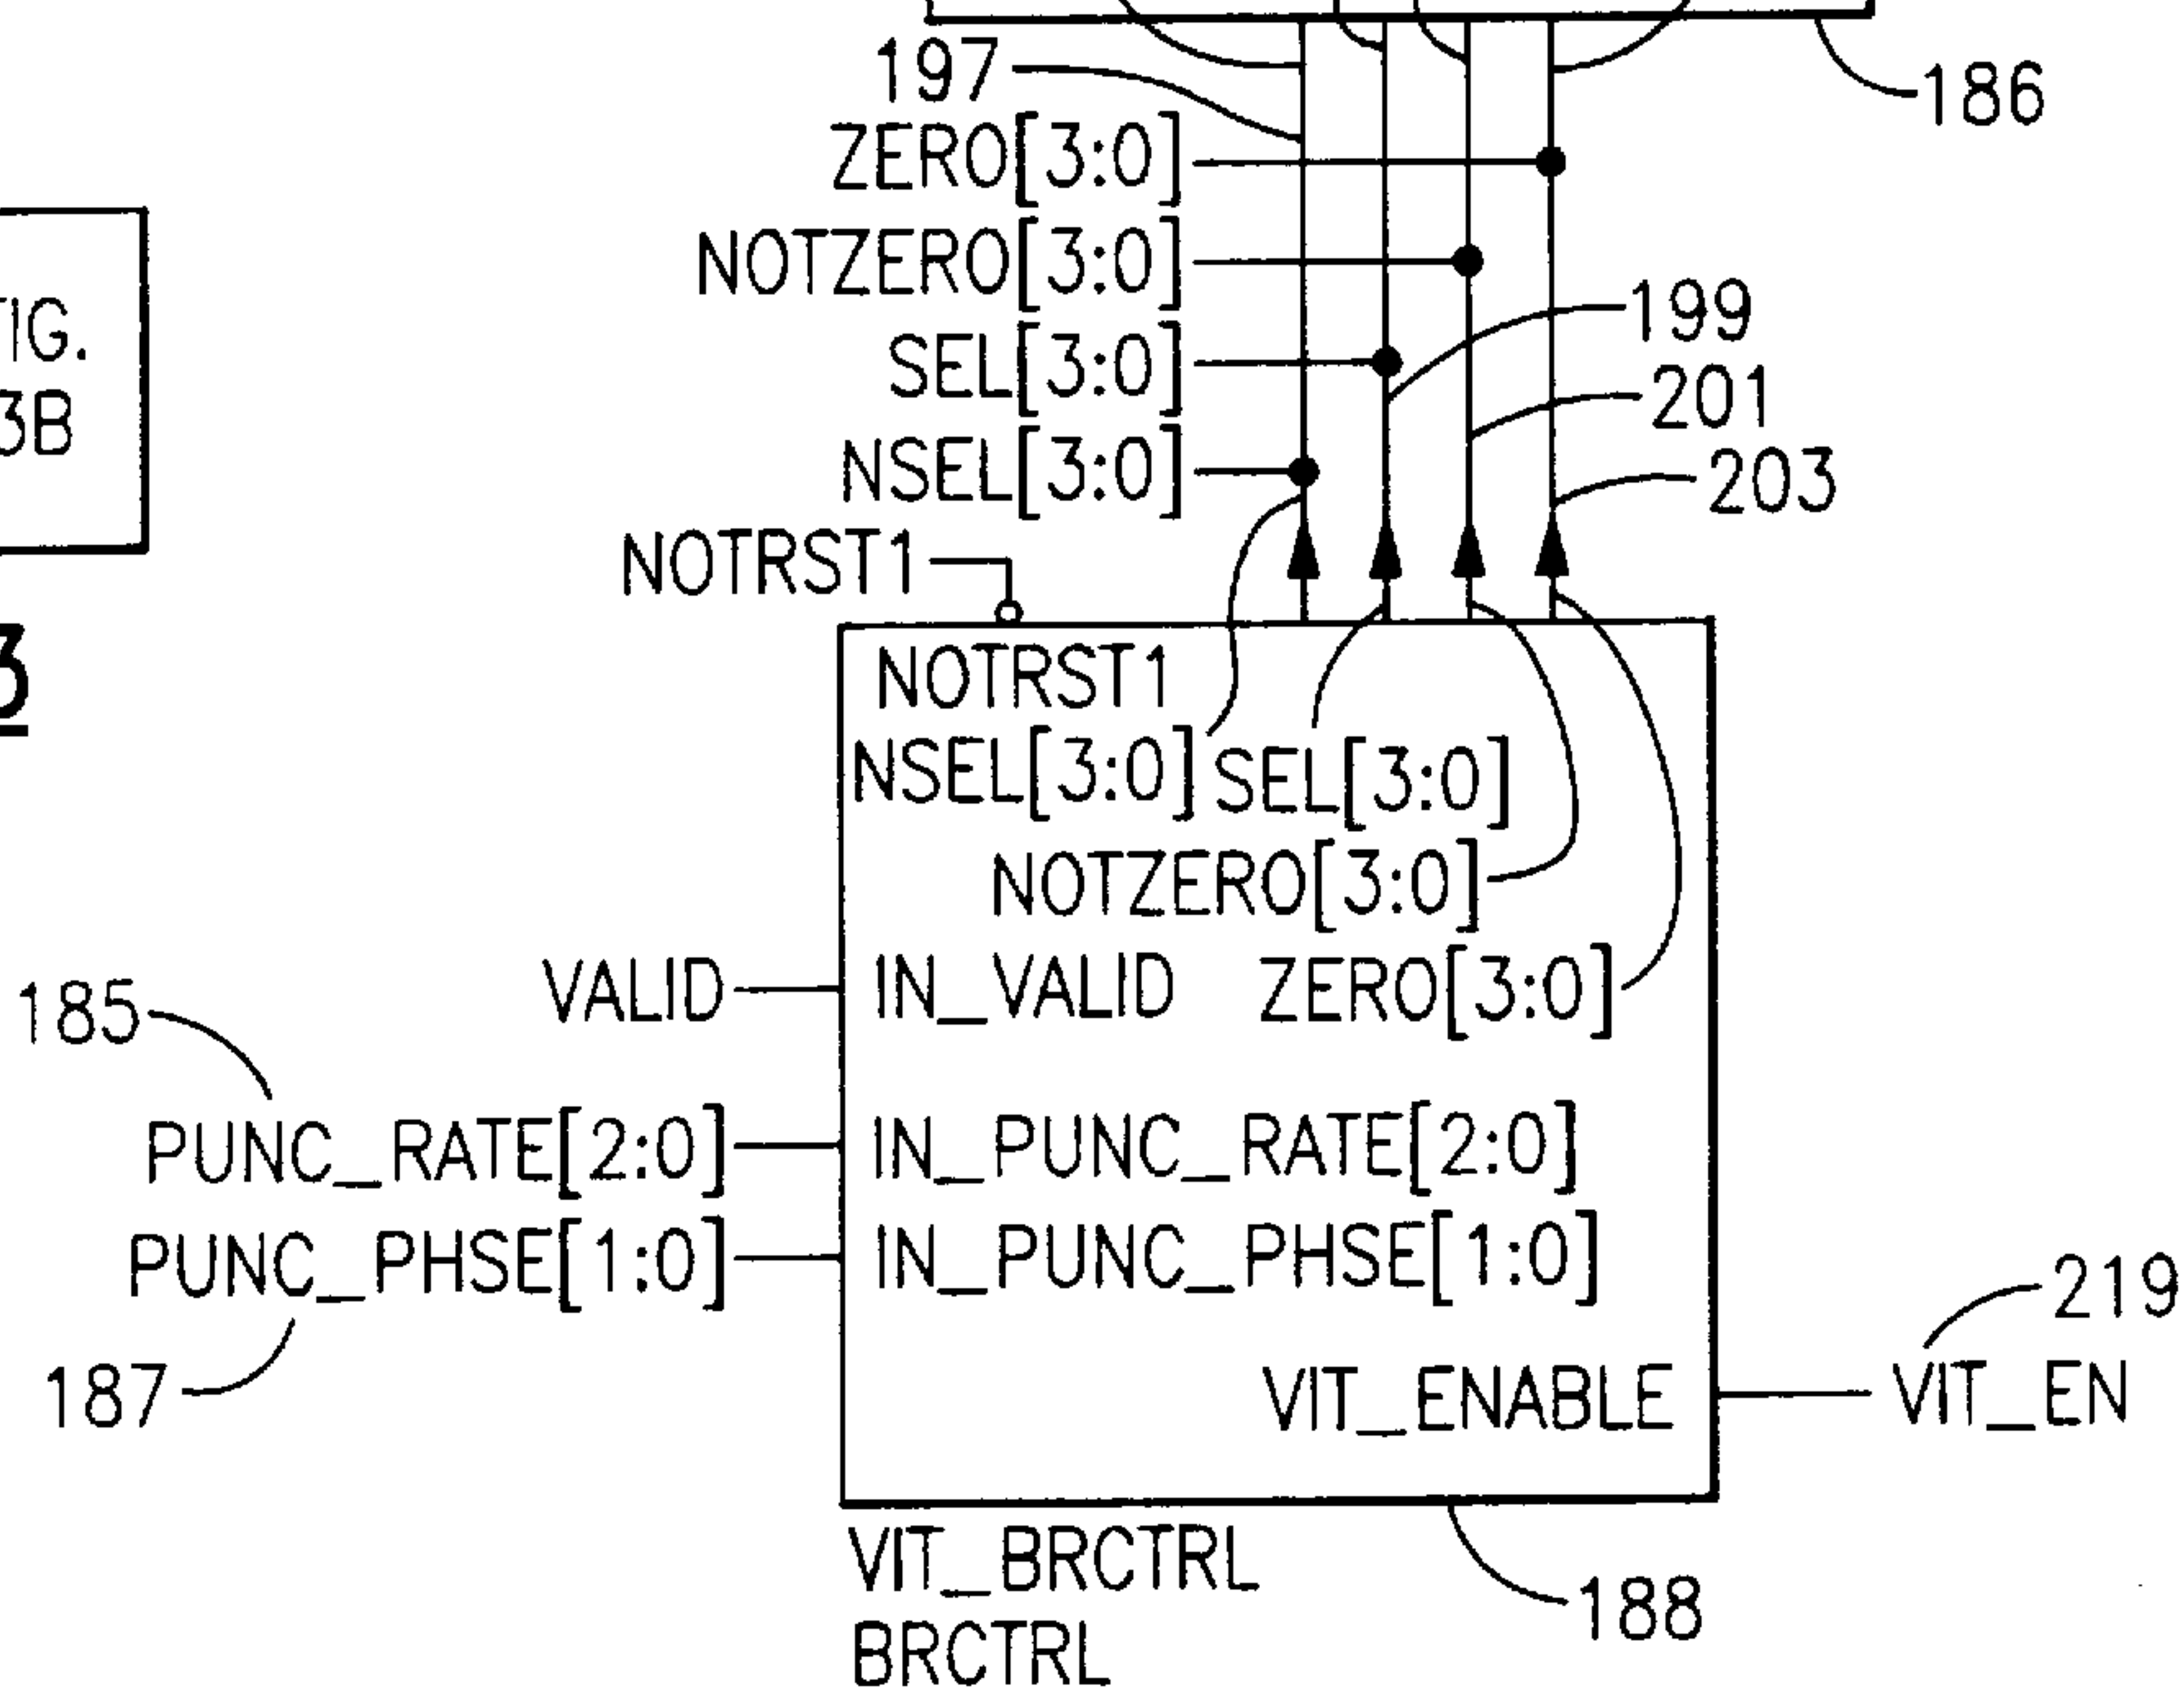 197
186
ZERO[3:0]
NOTZERO[3:0]
199
SEL[3:0]
201
NSEL[3:0]
203
IG.
3B
3
NOTRST1
NOTRST1
NSEL[3:0] SEL[3:0]
NOTZERO[3:0]
VALID
IN_VALID ZERO[3:0]
185
PUNC_RATE[2:0]
IN_PUNC_RATE[2:0]
PUNC_PHSE[1:0]
IN_PUNC_PHSE[1:0]
187
219
VIT_ENABLE
VIT_EN
VIT_BRCTRL
BRCTRL
188